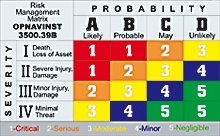 Risk Management Matrix OPNAVINST 3500.39B
PROBABILITY
A B C D
Likely Probable May Unlikely
SEVERITY
I Death, Loss of Asset 1 1 2 3
II Severe Injury, Damage 1 2 3 4
III Minor Injury, Damage 2 3 4 5
IV Minimal Threat 3 4 5 5
1-Critical 2-Serious 3-Moderate 4-Minor 5-Negligible